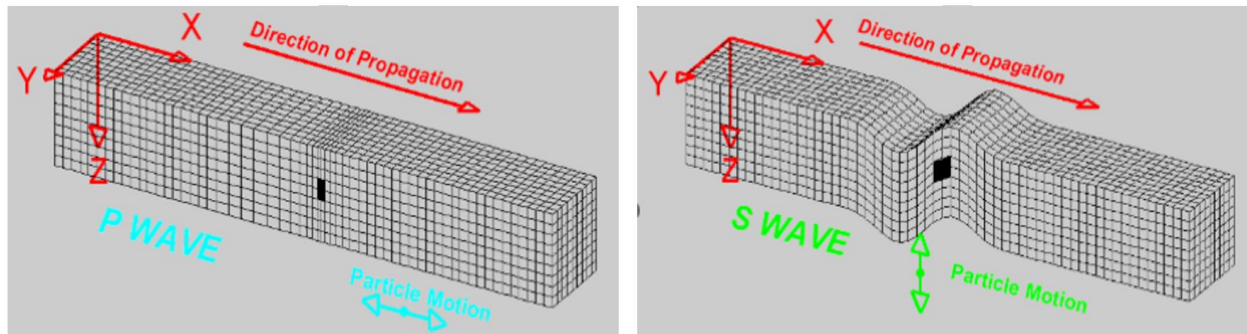 X
Direction of Propagation
Y
Z
P WAVE
Particle Motion
X
Direction of Propagation
Y
Z
S WAVE
Particle Motion